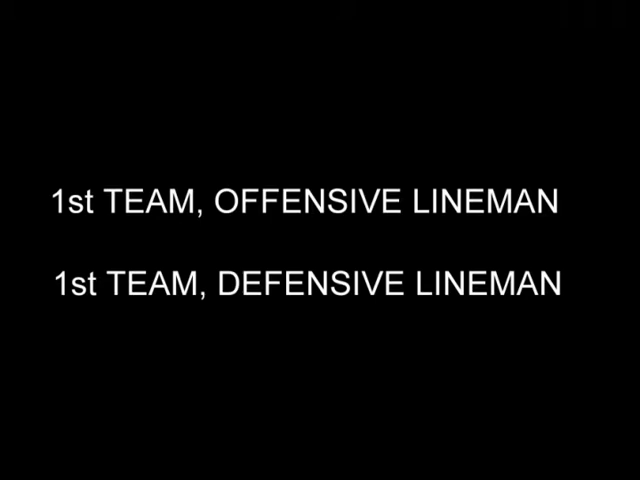 1st TEAM, OFFENSIVE LINEMAN
1st TEAM, DEFENSIVE LINEMAN